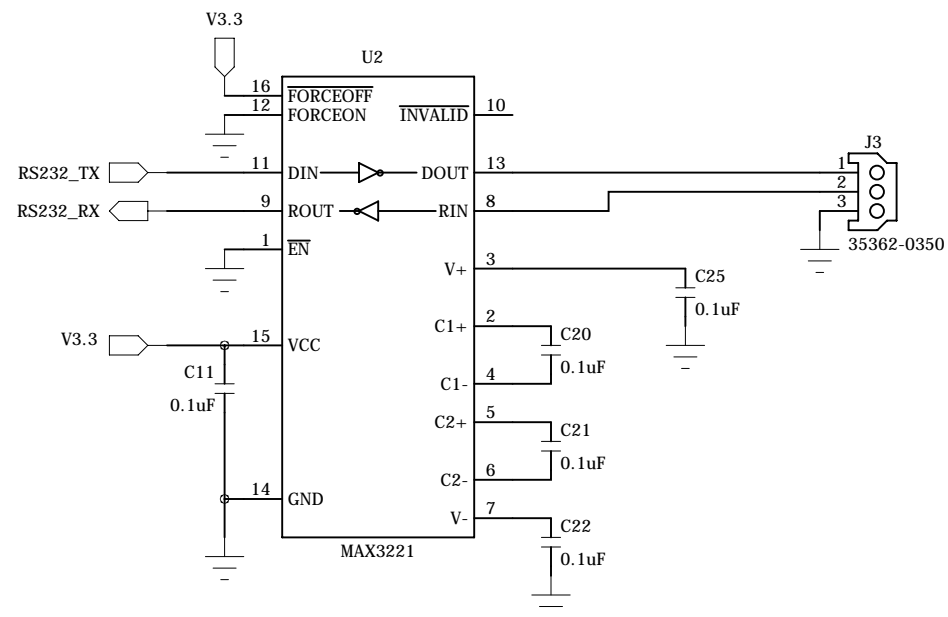 V3.3
U2
16
FORCEOFF
12
FORCEON
INVALID
10
J3
RS232_TX
11
DIN
DOUT
13
1
RS232_RX
9
ROUT
RIN
8
2
3
35362-0350
1
EN
V+
3
C25
0.1uF
C1+
2
C20
0.1uF
V3.3
15
VCC
C11
0.1uF
C1-
4
C2+
5
C21
0.1uF
C2-
6
14
GND
V-
7
C22
0.1uF
MAX3221